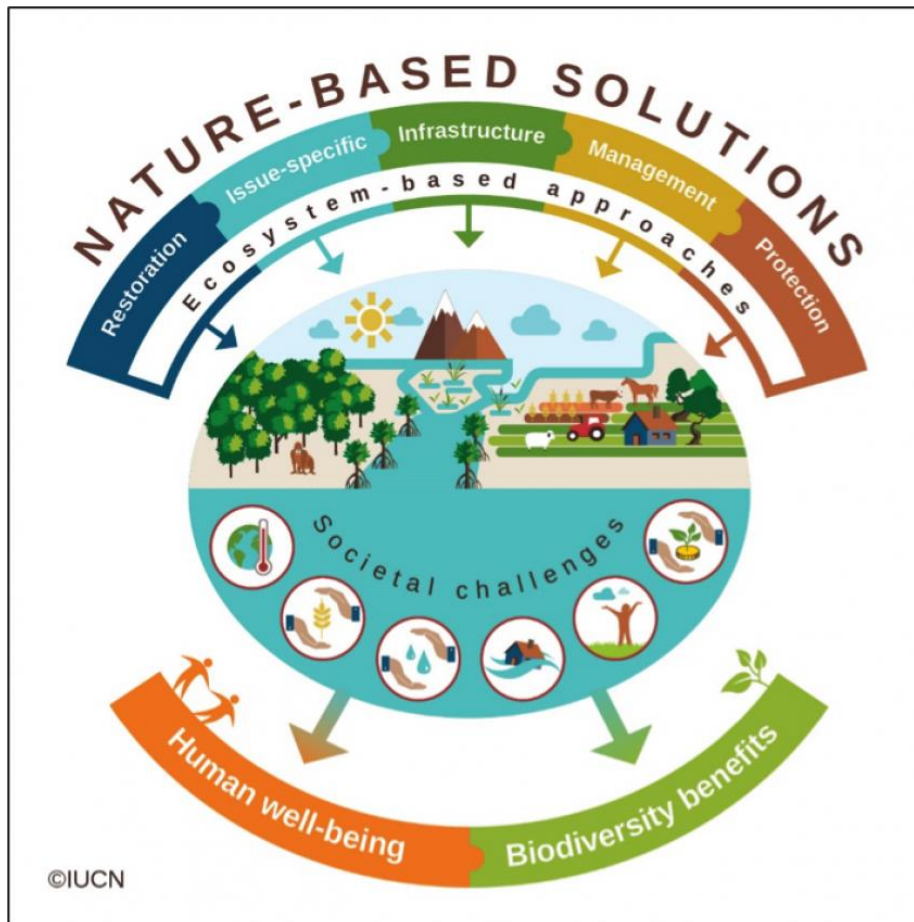 NATURE-BASED SOLUTIONS
Restoration
Issue-specific
Infrastructure
Management
Protection
Ecosystem-based approaches
Societal challenges
Human well-being
Biodiversity benefits
©IUCN